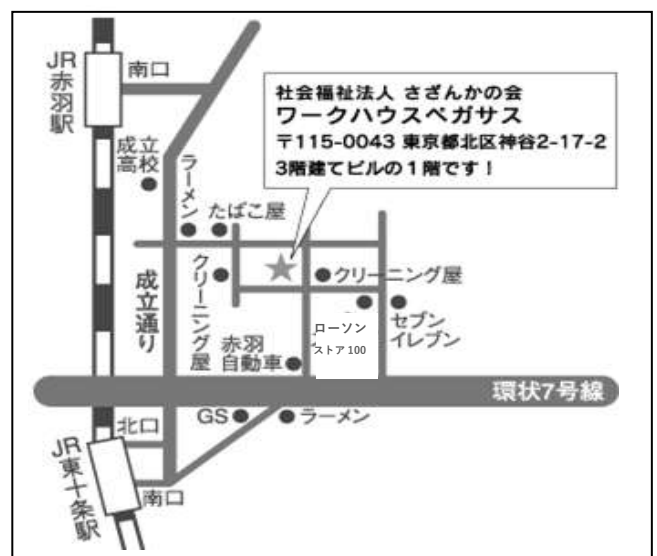 JR赤羽駅
南口
社会福祉法人 さざんかの会
ワークハウスペガサス
〒115-0043 東京都北区神谷2-17-2
3階建てビルの1階です！
成立
高校
ラーメン
たばこ屋
クリーニング屋
クリーニング屋
成立通り
ローソン
ストア100
セブン
イレブン
赤羽
自動車
環状7号線
GS
ラーメン
北口
JR東十条駅
南口